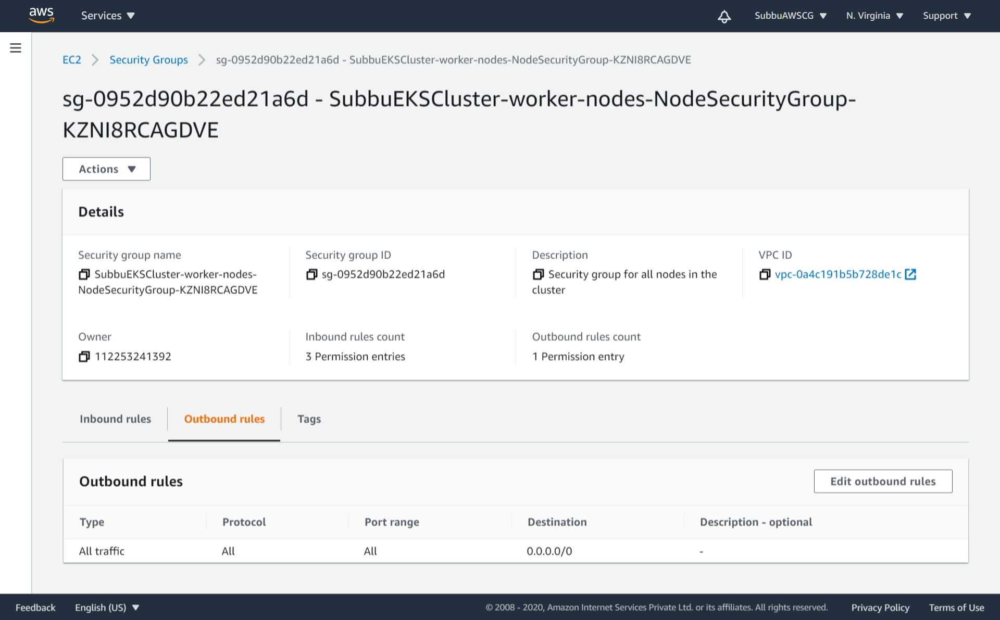 aws Services SubbuAWSCG N. Virginia Support
EC2 Security Groups sg-0952d90b22ed21a6d - SubbuEKSCluster-worker-nodes-NodeSecurityGroup-KZNI8RCAGDVE
sg-0952d90b22ed21a6d - SubbuEKSCluster-worker-nodes-NodeSecurityGroup-
KZNI8RCAGDVE
Actions
Details
Security group name
SubbuEKSCluster-worker-nodes-
NodeSecurityGroup-KZNI8RCAGDVE
Security group ID
sg-0952d90b22ed21a6d
Description
Security group for all nodes in the
cluster
VPC ID
vpc-0a4c191b5b728de1c
Owner
112253241392
Inbound rules count
3 Permission entries
Outbound rules count
1 Permission entry
Inbound rules Outbound rules Tags
Outbound rules Edit outbound rules
Type Protocol Port range Destination Description - optional
All traffic All All 0.0.0.0/0 -
Feedback English (US) © 2008 - 2020, Amazon Internet Services Private Ltd. or its affiliates. All rights reserved. Privacy Policy Terms of Use